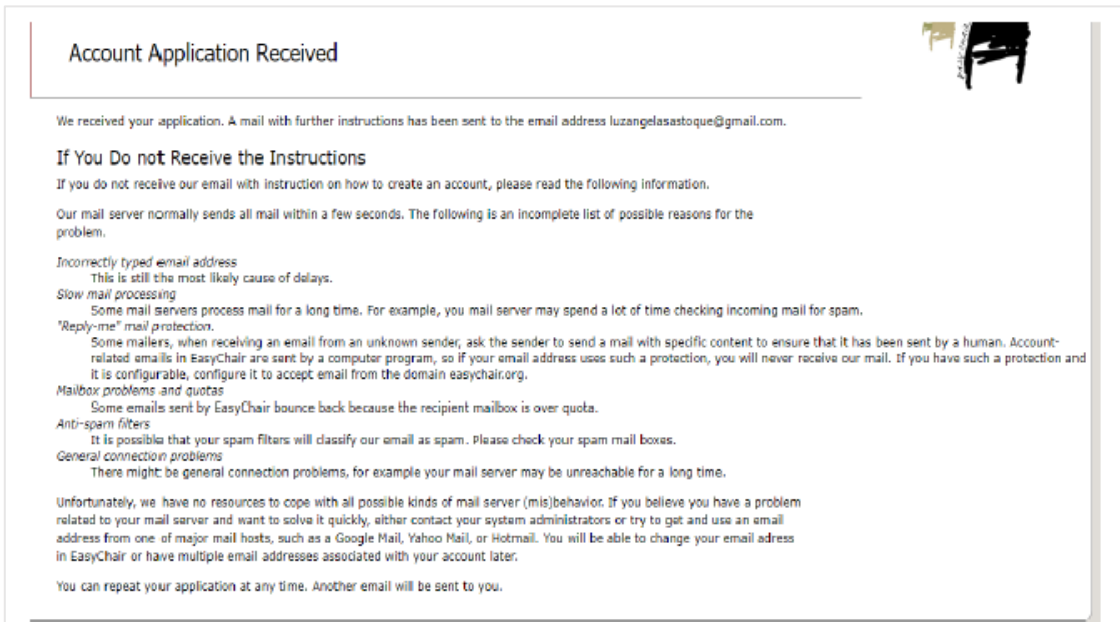 Account Application Received
We received your application. A mail with further instructions has been sent to the email address luzangelasastoque@gmail.com.
If You Do not Receive the Instructions
If you do not receive our email with instruction on how to create an account, please read the following information.
Our mail server normally sends all mail within a few seconds. The following is an incomplete list of possible reasons for the
problem.
Incorrectly typed email address
This is still the most likely cause of delays.
Slow mail processing
Some mail servers process mail for a long time. For example, you mail server may spend a lot of time checking incoming mail for spam.
"Reply-me" mail protection.
Some mailers, when receiving an email from an unknown sender, ask the sender to send a mail with specific content to ensure that it has been sent by a human. Account-
related emails in EasyChair are sent by a computer program, so if your email address uses such a protection, you will never receive our mail. If you have such a protection and
it is configurable, configure it to accept email from the domain easychair.org.
Mailbox problems and quotas
Some emails sent by EasyChair bounce back because the recipient mailbox is over quota.
Anti-spam filters
It is possible that your spam filters will classify our email as spam. Please check your spam mail boxes.
General connection problems
There might be general connection problems, for example your mail server may be unreachable for a long time.
Unfortunately, we have no resources to cope with all possible kinds of mail server (mis)behavior. If you believe you have a problem
related to your mail server and want to solve it quickly, either contact your system administrators or try to get and use an email
address from one of major mail hosts, such as a Google Mail, Yahoo Mail, or Hotmail. You will be able to change your email adress
in EasyChair or have multiple email addresses associated with your account later.
You can repeat your application at any time. Another email will be sent to you.